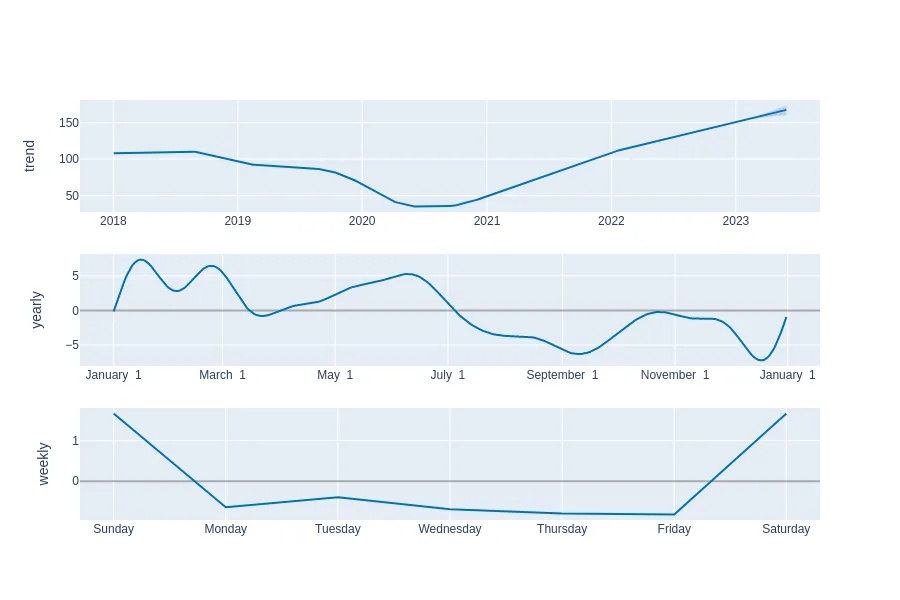 trend
150
100
50
2018 2019 2020 2021 2022 2023
yearly
5
0
−5
January 1 March 1 May 1 July 1 September 1 November 1 January 1
weekly
1
0
Sunday Monday Tuesday Wednesday Thursday Friday Saturday